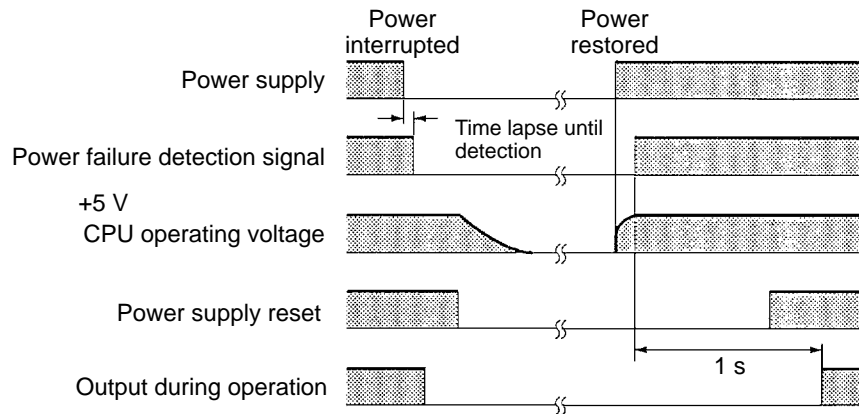 Power
interrupted
Power
restored
Power supply
Time lapse until
detection
Power failure detection signal
+5 V
CPU operating voltage
Power supply reset
1 s
Output during operation